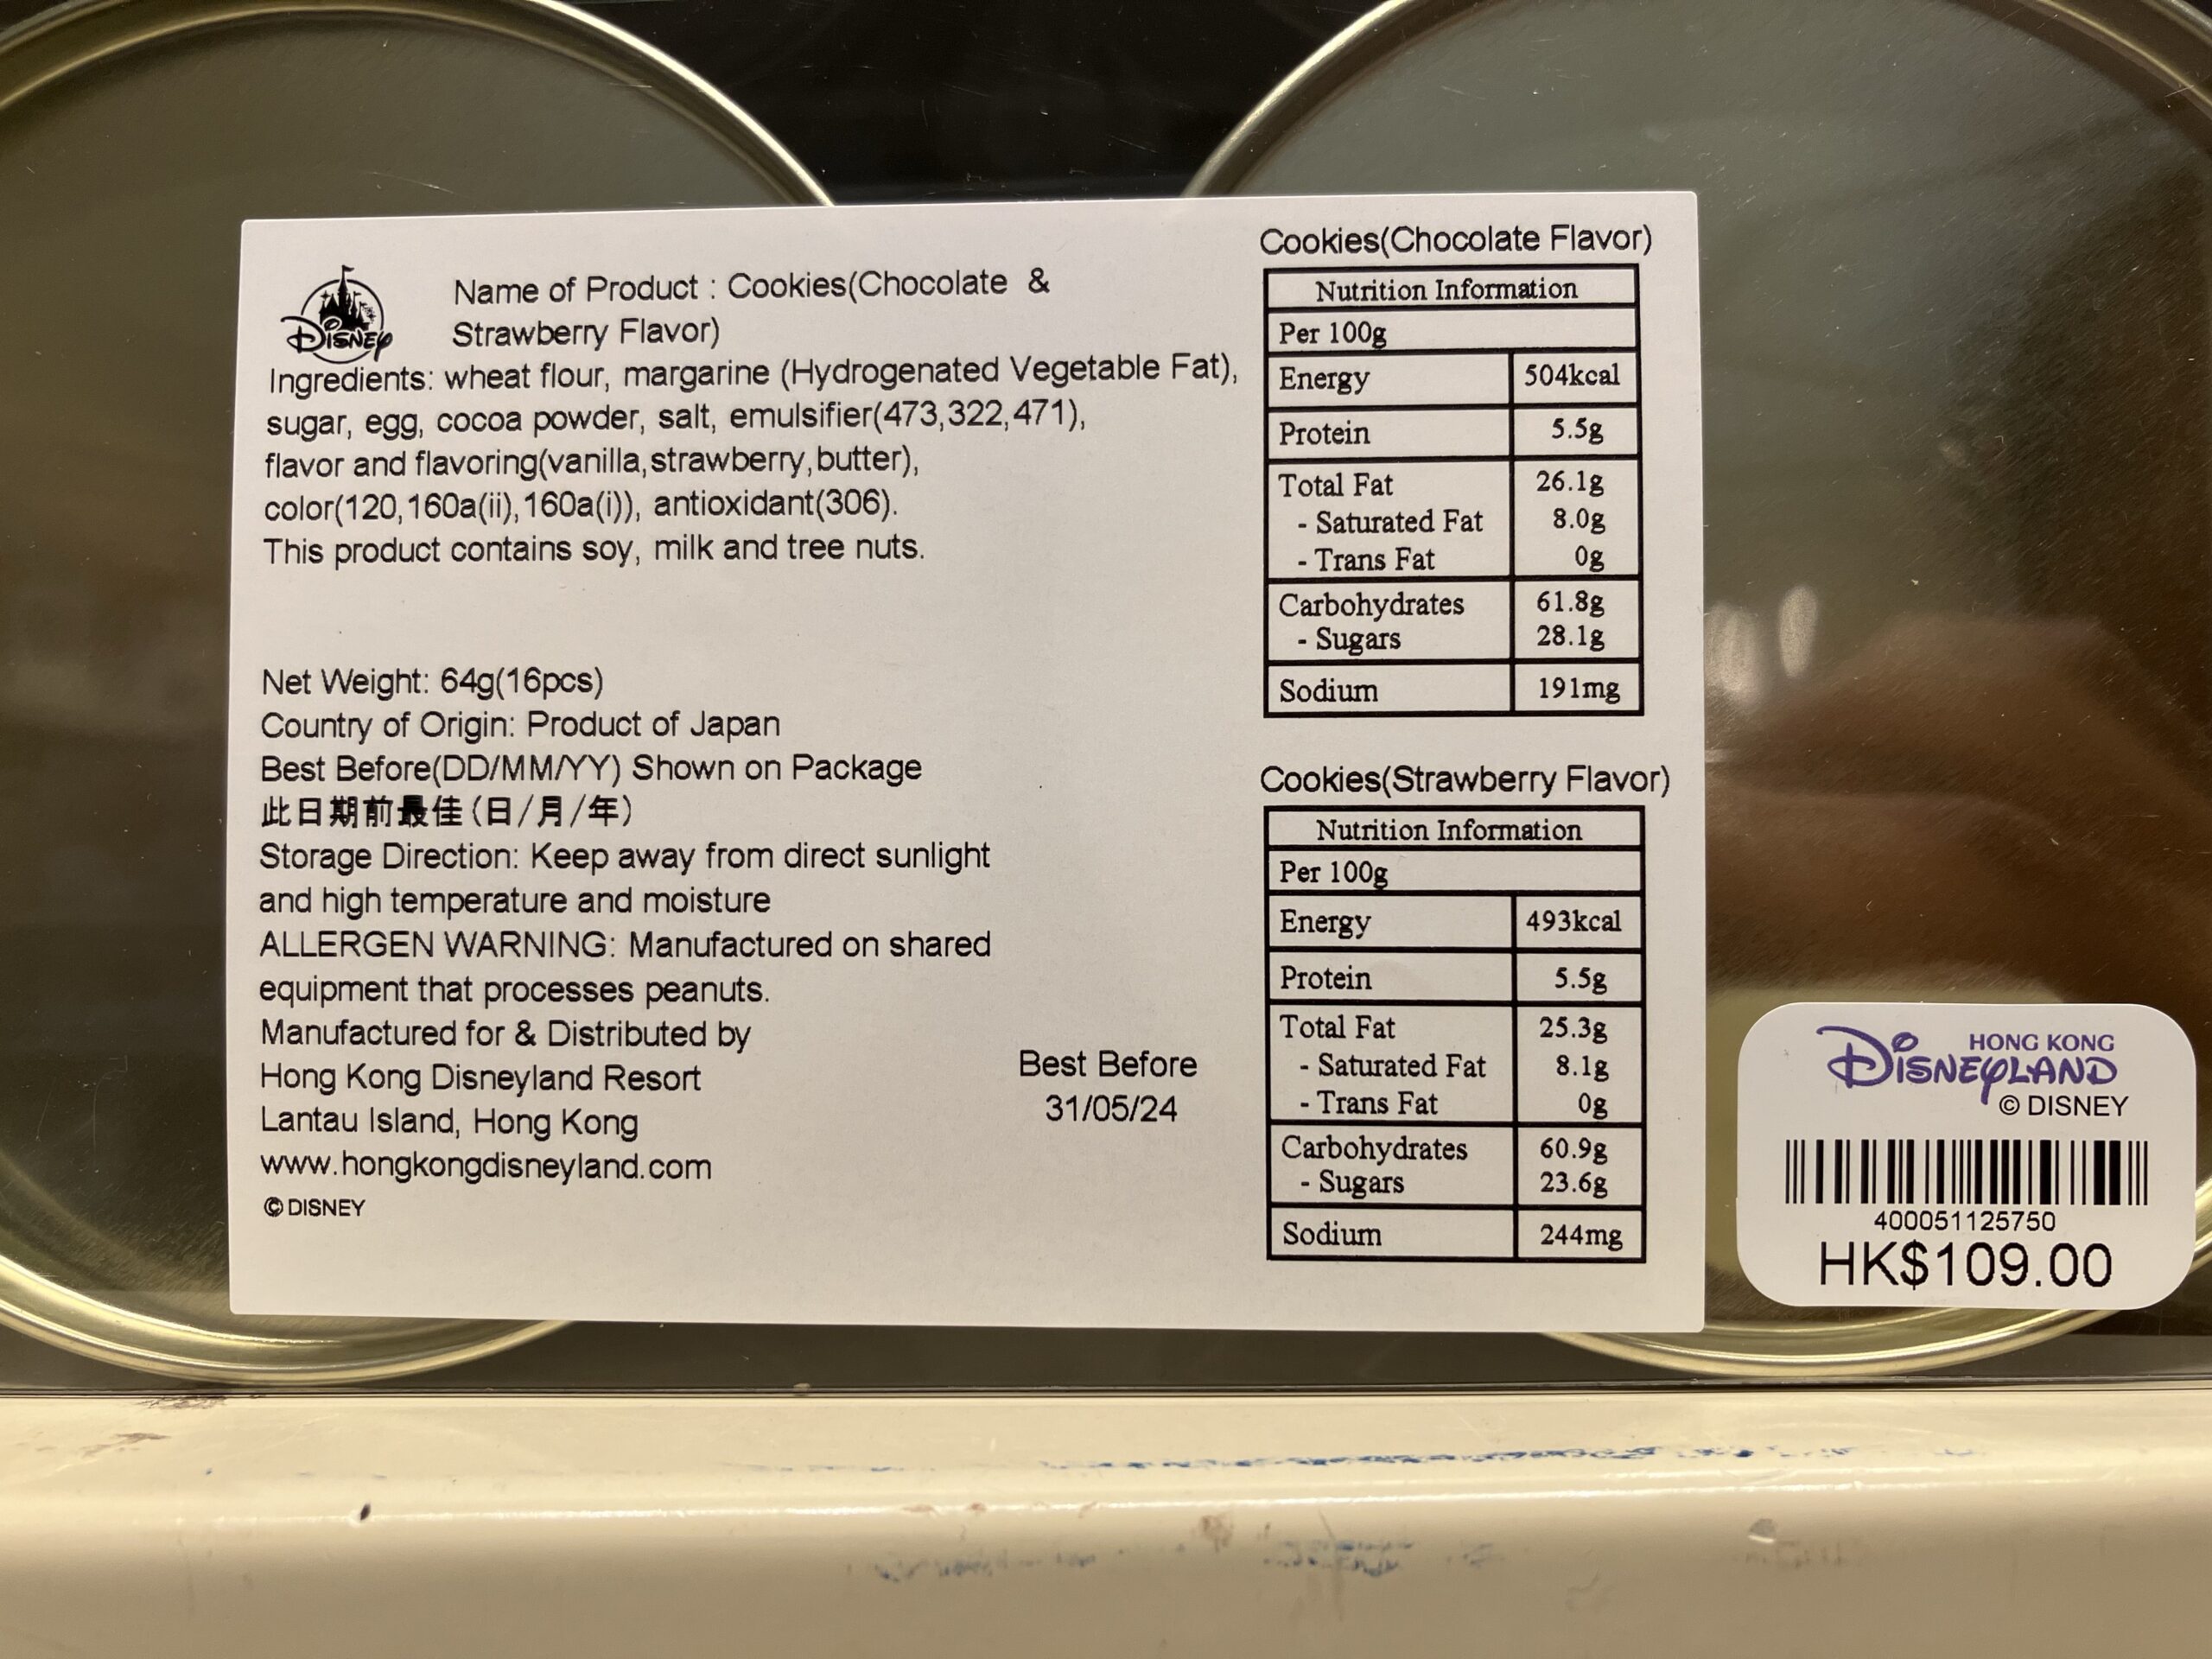 Disney
Name of Product : Cookies(Chocolate &
Strawberry Flavor)
Ingredients: wheat flour, margarine (Hydrogenated Vegetable Fat),
sugar, egg, cocoa powder, salt, emulsifier(473,322,471),
flavor and flavoring(vanilla,strawberry,butter),
color(120,160a(ii),160a(i)), antioxidant(306).
This product contains soy, milk and tree nuts.
Net Weight: 64g(16pcs)
Country of Origin: Product of Japan
Best Before(DD/MM/YY) Shown on Package
此日期前最佳(日/月/年)
Storage Direction: Keep away from direct sunlight
and high temperature and moisture
ALLERGEN WARNING: Manufactured on shared
equipment that processes peanuts.
Manufactured for & Distributed by
Hong Kong Disneyland Resort
Lantau Island, Hong Kong
www.hongkongdisneyland.com
© DISNEY
Best Before
31/05/24
Cookies(Chocolate Flavor)
Nutrition Information
Per 100g
Energy 504kcal
Protein 5.5g
Total Fat 26.1g
- Saturated Fat 8.0g
- Trans Fat 0g
Carbohydrates 61.8g
- Sugars 28.1g
Sodium 191mg
Cookies(Strawberry Flavor)
Nutrition Information
Per 100g
Energy 493kcal
Protein 5.5g
Total Fat 25.3g
- Saturated Fat 8.1g
- Trans Fat 0g
Carbohydrates 60.9g
- Sugars 23.6g
Sodium 244mg
HONG KONG
DISNEYLAND
© DISNEY
400051125750
HK$109.00